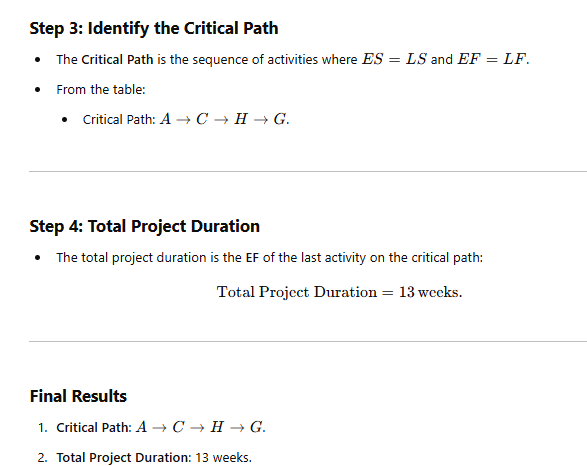 Step 3: Identify the Critical Path
• The Critical Path is the sequence of activities where ES = LS and EF = LF.
• From the table:
• Critical Path: A → C → H → G.
Step 4: Total Project Duration
• The total project duration is the EF of the last activity on the critical path:
Total Project Duration = 13 weeks.
Final Results
1. Critical Path: A → C → H → G.
2. Total Project Duration: 13 weeks.